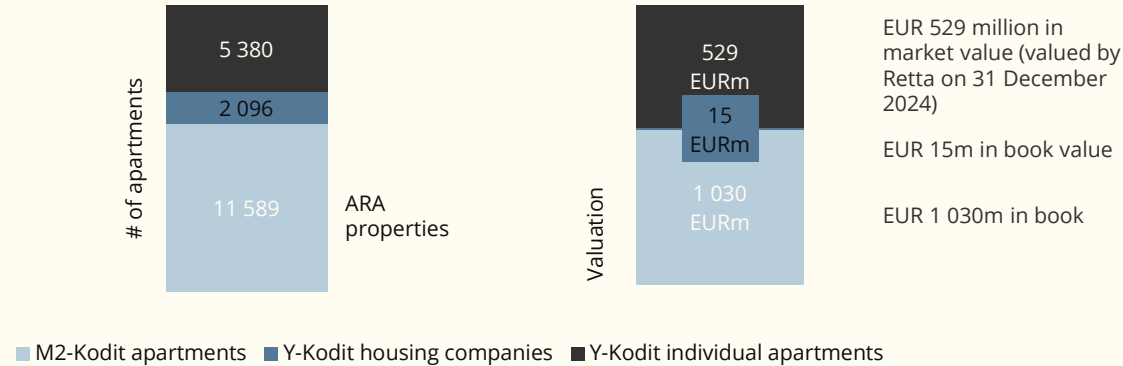 # of apartments
5 380
2 096
11 589
ARA
properties
Valuation
529
EURm
15
EURm
1 030
EURm
EUR 529 million in
market value (valued by
Retta on 31 December
2024)
EUR 15m in book value
EUR 1 030m in book
M2-Kodit apartments
Y-Kodit housing companies
Y-Kodit individual apartments